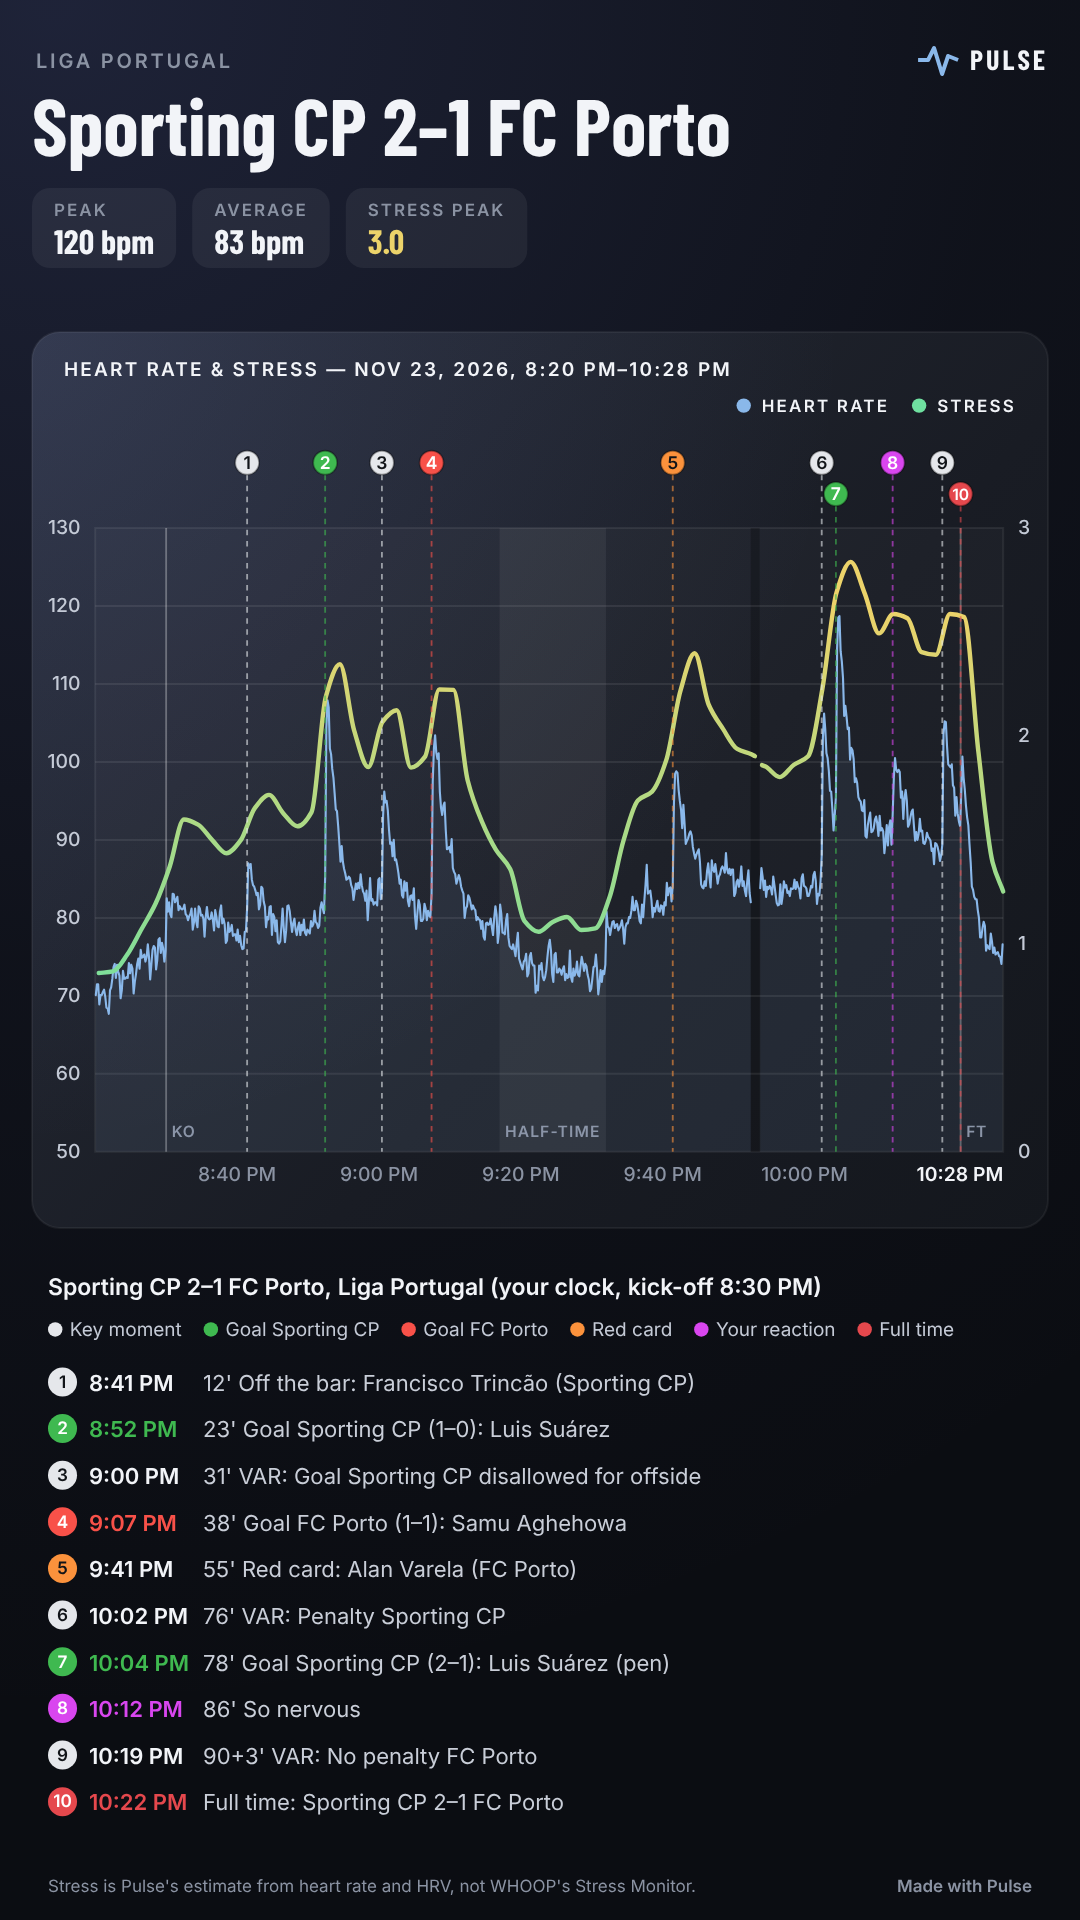 LIGA PORTUGAL
PULSE
Sporting CP 2–1 FC Porto
PEAK
120 bpm
AVERAGE
83 bpm
STRESS PEAK
3.0
HEART RATE & STRESS — NOV 23, 2026, 8:20 PM–10:28 PM
HEART RATE
STRESS
1 2 3 4 5 6 8 9
7 10
130 3
120
110
100 2
90
80
1
70
60
KO HALF-TIME FT
50 0
8:40 PM 9:00 PM 9:20 PM 9:40 PM 10:00 PM 10:28 PM
Sporting CP 2–1 FC Porto, Liga Portugal (your clock, kick-off 8:30 PM)
Key moment Goal Sporting CP Goal FC Porto Red card Your reaction Full time
1 8:41 PM 12' Off the bar: Francisco Trincão (Sporting CP)
2 8:52 PM 23' Goal Sporting CP (1–0): Luis Suárez
3 9:00 PM 31' VAR: Goal Sporting CP disallowed for offside
4 9:07 PM 38' Goal FC Porto (1–1): Samu Aghehowa
5 9:41 PM 55' Red card: Alan Varela (FC Porto)
6 10:02 PM 76' VAR: Penalty Sporting CP
7 10:04 PM 78' Goal Sporting CP (2–1): Luis Suárez (pen)
8 10:12 PM 86' So nervous
9 10:19 PM 90+3' VAR: No penalty FC Porto
10 10:22 PM Full time: Sporting CP 2–1 FC Porto
Stress is Pulse's estimate from heart rate and HRV, not WHOOP's Stress Monitor.
Made with Pulse